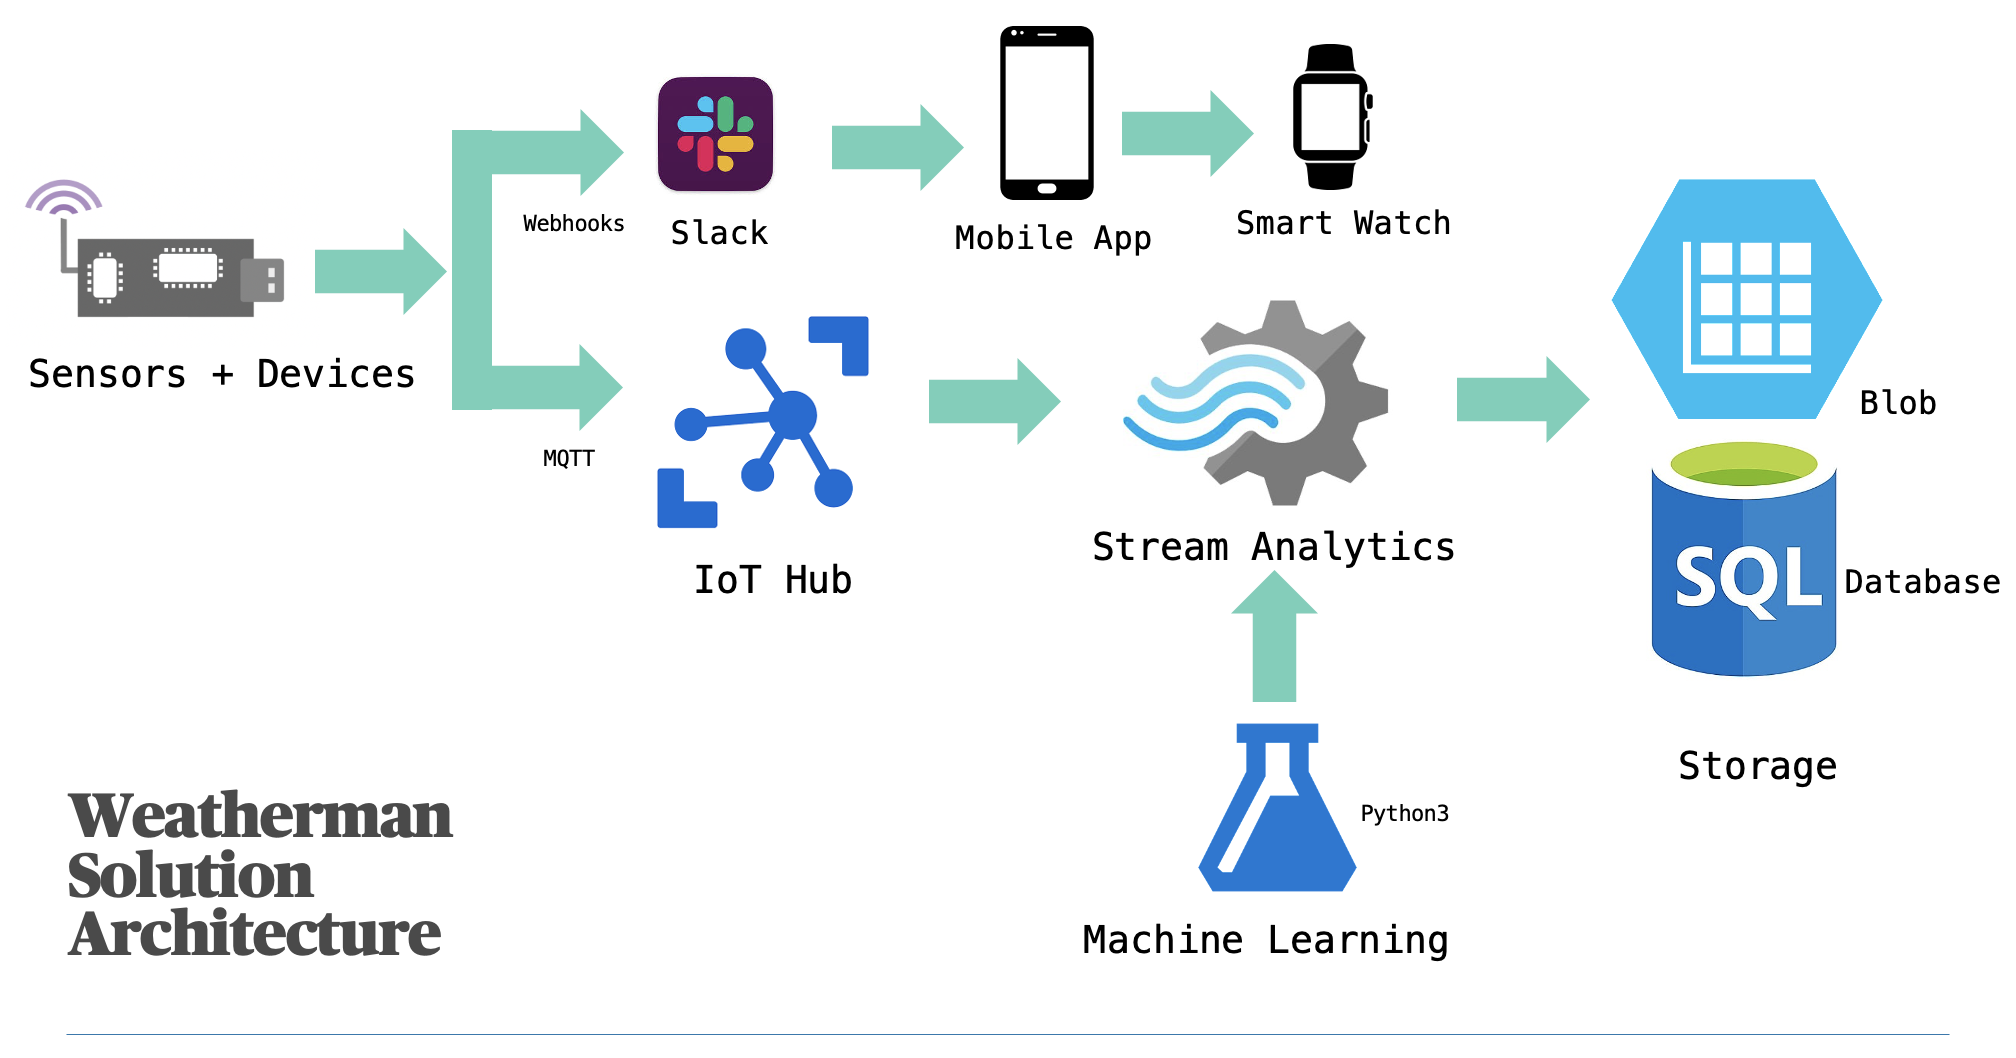 Webhooks
Slack
Mobile App
Smart Watch
Sensors + Devices
MQTT
IoT Hub
Stream Analytics
Blob
SQL
Database
Storage
Python3
Machine Learning
Weatherman
Solution
Architecture